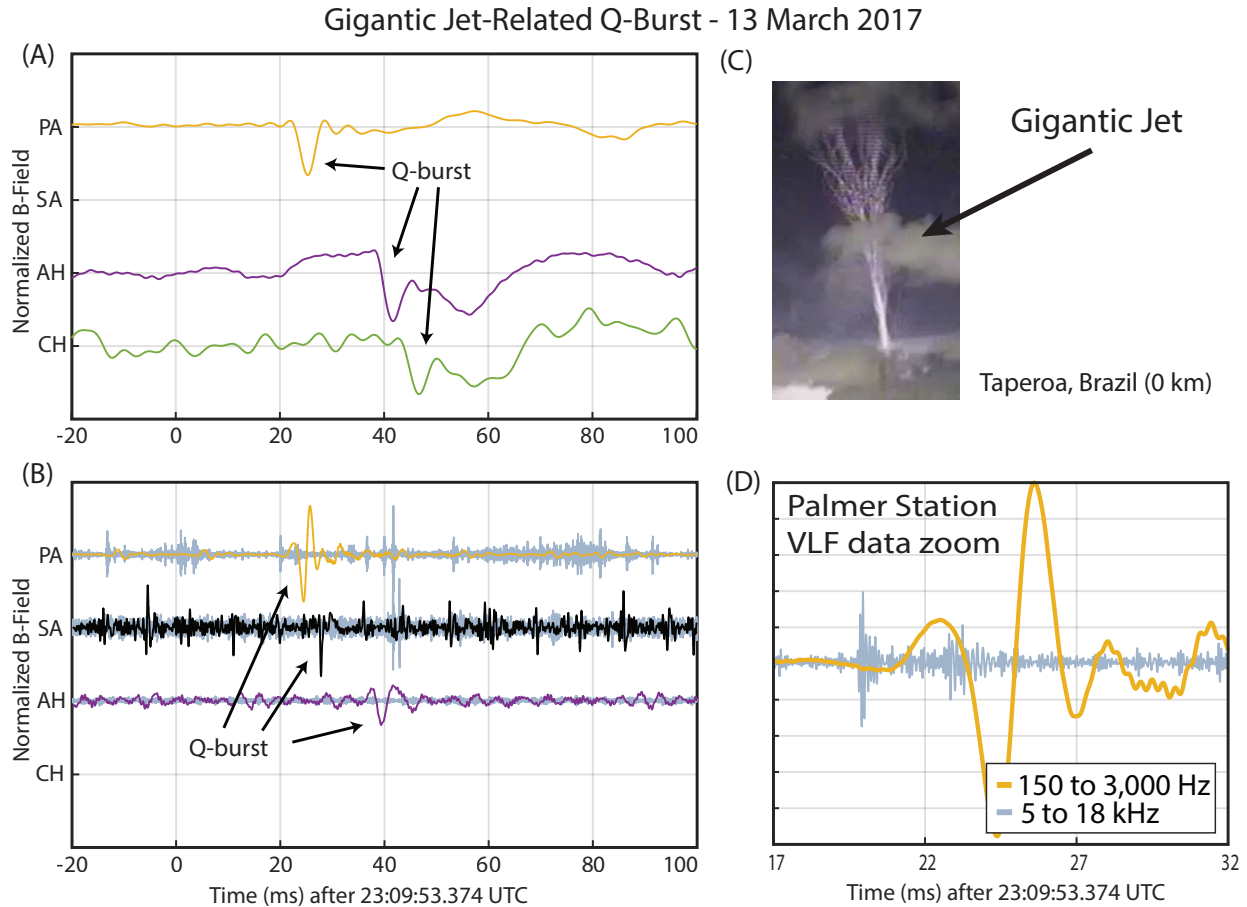 Gigantic Jet-Related Q-Burst - 13 March 2017
(A)
Normalized B-Field
PA
SA
AH
CH
Q-burst
-20 0 20 40 60 80 100
(C)
Gigantic Jet
Taperoa, Brazil (0 km)
(B)
Normalized B-Field
PA
SA
AH
CH
Q-burst
-20 0 20 40 60 80 100
Time (ms) after 23:09:53.374 UTC
(D)
Palmer Station
VLF data zoom
150 to 3,000 Hz
5 to 18 kHz
17 22 27 32
Time (ms) after 23:09:53.374 UTC